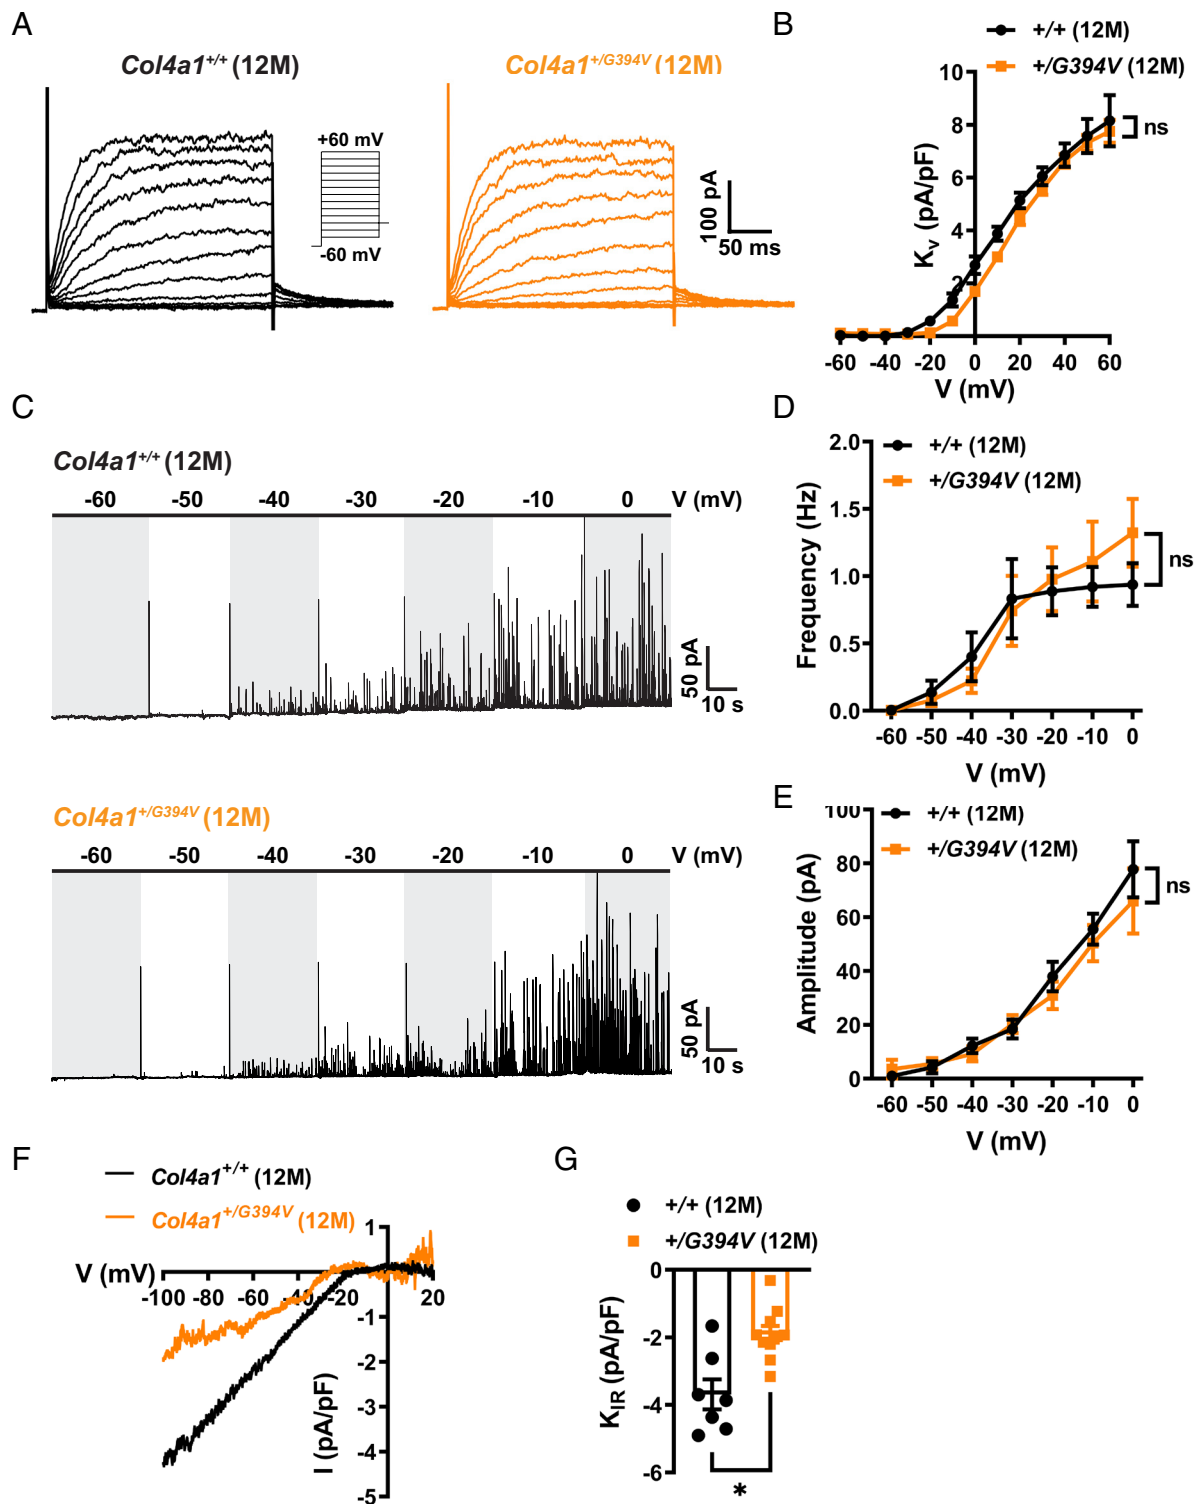 A
Col4a1+/+ (12M)
Col4a1+/G394V (12M)
+60 mV
-60 mV
100 pA
50 ms
B
+/+ (12M)
+/G394V (12M)
10
8
6
4
2
Kv (pA/pF)
ns
-60 -40 -20 0 20 40 60
V (mV)
C
Col4a1+/+ (12M)
-60 -50 -40 -30 -20 -10 0 V (mV)
50 pA
10 s
Col4a1+/G394V (12M)
-60 -50 -40 -30 -20 -10 0 V (mV)
50 pA
10 s
D
+/+ (12M)
+/G394V (12M)
2.0
1.5
1.0
0.5
0.0
Frequency (Hz)
ns
-60 -50 -40 -30 -20 -10 0
V (mV)
E
+/+ (12M)
+/G394V (12M)
100
80
60
40
20
0
Amplitude (pA)
ns
-60 -50 -40 -30 -20 -10 0
V (mV)
F
Col4a1+/+ (12M)
Col4a1+/G394V (12M)
V (mV)
-100 -80 -60 -40 -20 20
1
-1
-2
-3
-4
-5
I (pA/pF)
G
+/+ (12M)
+/G394V (12M)
0
-2
-4
-6
KIR (pA/pF)
*